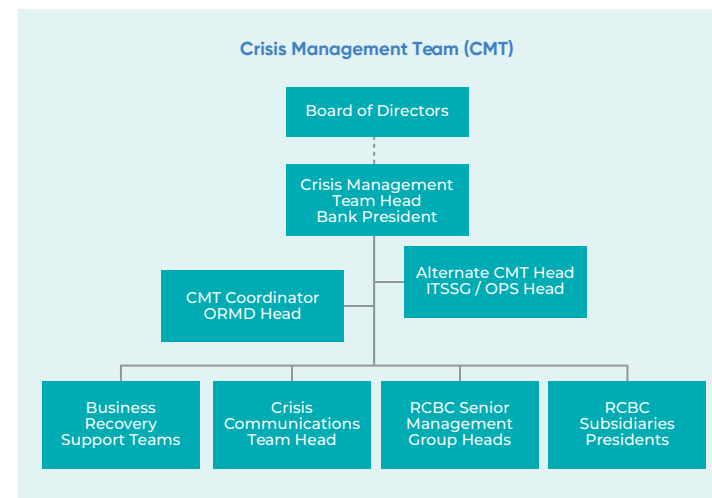 Crisis Management Team (CMT)
Board of Directors
Crisis Management
Team Head
Bank President
Alternate CMT Head
ITSSG / OPS Head
CMT Coordinator
ORMD Head
Business
Recovery
Support Teams
Crisis
Communications
Team Head
RCBC Senior
Management
Group Heads
RCBC
Subsidiaries
Presidents